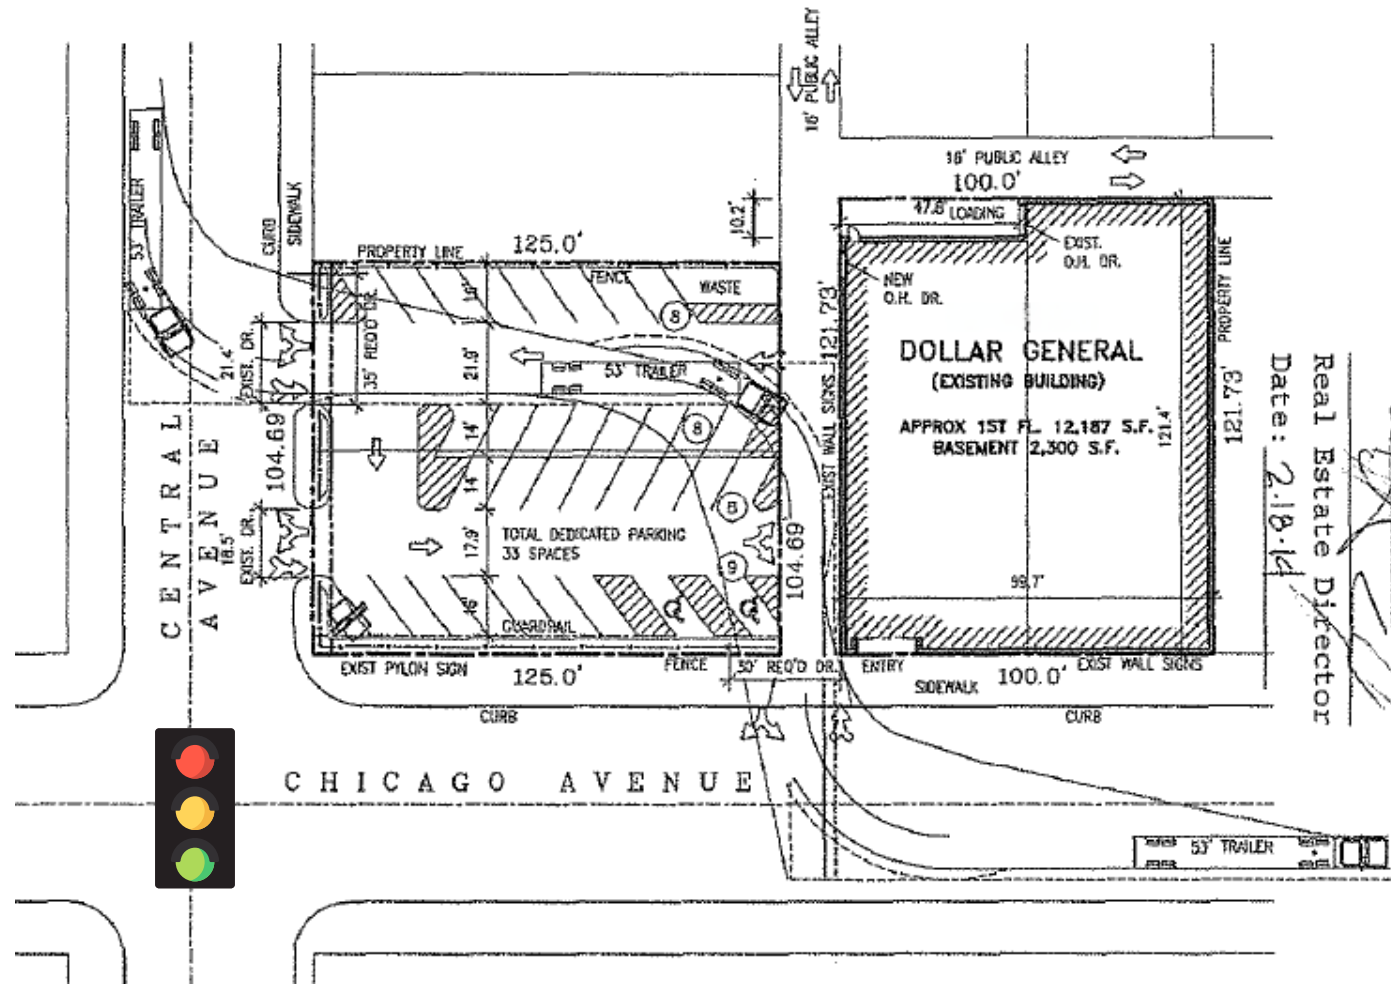 16' PUBLIC ALLEY
16' PUBLIC ALLEY
100.0'
47.8'
LOADING
10.2'
EXIST.
O.H. DR.
NEW
O.H. DR.
DOLLAR GENERAL
(EXISTING BUILDING)
APPROX 1ST FL. 12,187 S.F.
BASEMENT 2,300 S.F.
121.4'
99.7'
121.73'
PROPERTY LINE
121.73'
EXIST WALL SIGNS
ENTRY
EXIST WALL SIGNS
100.0'
SIDEWALK
CURB
53' TRAILER
CURB
SIDEWALK
PROPERTY LINE
125.0'
FENCE
WASTE
16'
8
35' REQ'D DR.
21.9'
53' TRAILER
21.4'
EXIST. DR.
104.69'
14'
8
14'
8
TOTAL DEDICATED PARKING
33 SPACES
17.9'
9
104.69
18.5'
EXIST. DR.
16'
GUARDRAIL
EXIST PYLON SIGN
125.0'
FENCE
30' REQ'D DR.
CURB
CENTRAL
AVENUE
CHICAGO AVENUE
53' TRAILER
Real Estate Director
Date: 2.18.14